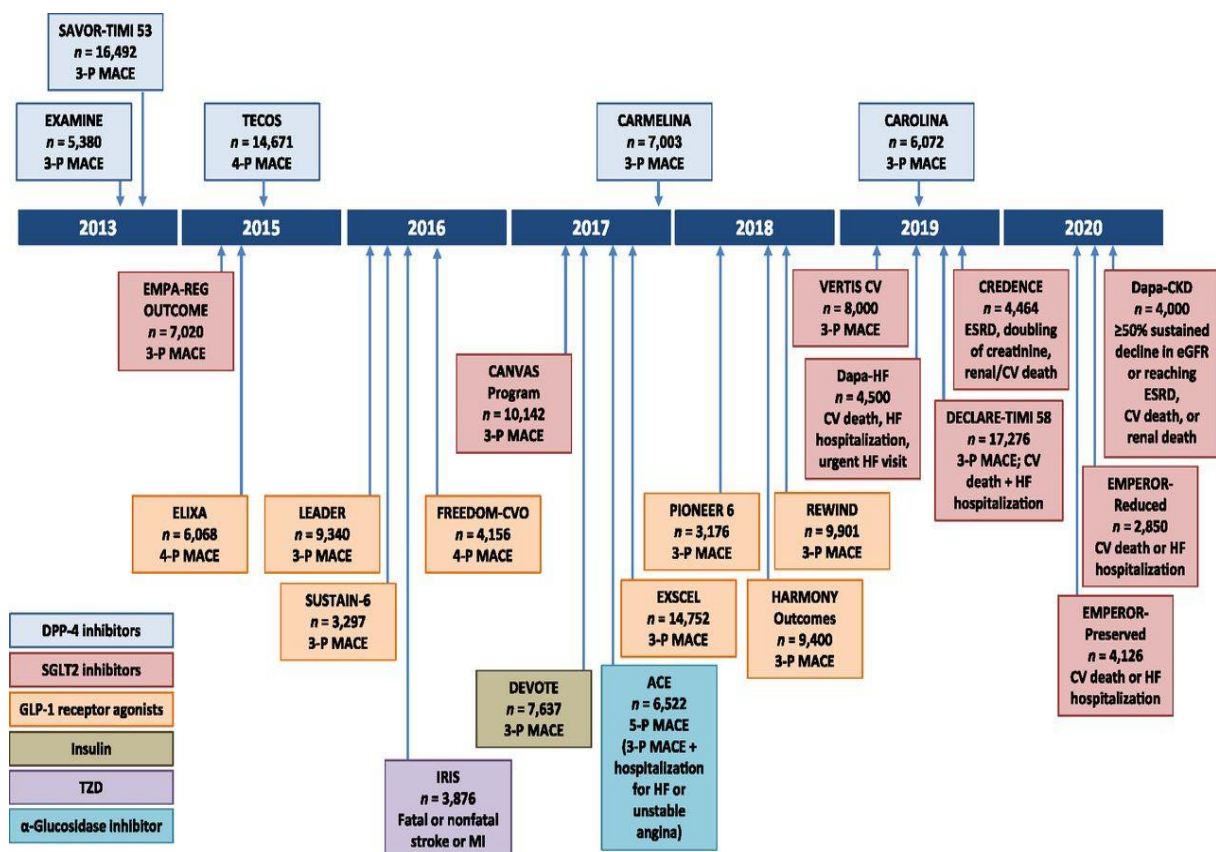 SAVOR-TIMI 53
n = 16,492
3-P MACE
EXAMINE
n = 5,380
3-P MACE
TECOS
n = 14,671
4-P MACE
CARMELINA
n = 7,003
3-P MACE
CAROLINA
n = 6,072
3-P MACE
2013
2015
2016
2017
2018
2019
2020
EMPA-REG
OUTCOME
n = 7,020
3-P MACE
CANVAS
Program
n = 10,142
3-P MACE
VERTIS CV
n = 8,000
3-P MACE
Dapa-HF
n = 4,500
CV death, HF
hospitalization,
urgent HF visit
CREDENCE
n = 4,464
ESRD, doubling
of creatinine,
renal/CV death
DECLARE-TIMI 58
n = 17,276
3-P MACE; CV
death + HF
hospitalization
Dapa-CKD
n = 4,000
≥50% sustained
decline in eGFR
or reaching
ESRD,
CV death, or
renal death
EMPEROR-
Reduced
n = 2,850
CV death or HF
hospitalization
EMPEROR-
Preserved
n = 4,126
CV death or HF
hospitalization
ELIXA
n = 6,068
4-P MACE
LEADER
n = 9,340
3-P MACE
SUSTAIN-6
n = 3,297
3-P MACE
FREEDOM-CVO
n = 4,156
4-P MACE
PIONEER 6
n = 3,176
3-P MACE
EXSCEL
n = 14,752
3-P MACE
REWIND
n = 9,901
3-P MACE
HARMONY
Outcomes
n = 9,400
3-P MACE
DEVOTE
n = 7,637
3-P MACE
IRIS
n = 3,876
Fatal or nonfatal
stroke or MI
ACE
n = 6,522
5-P MACE
(3-P MACE +
hospitalization
for HF or
unstable
angina)
DPP-4 inhibitors
SGLT2 inhibitors
GLP-1 receptor agonists
Insulin
TZD
α-Glucosidase inhibitor